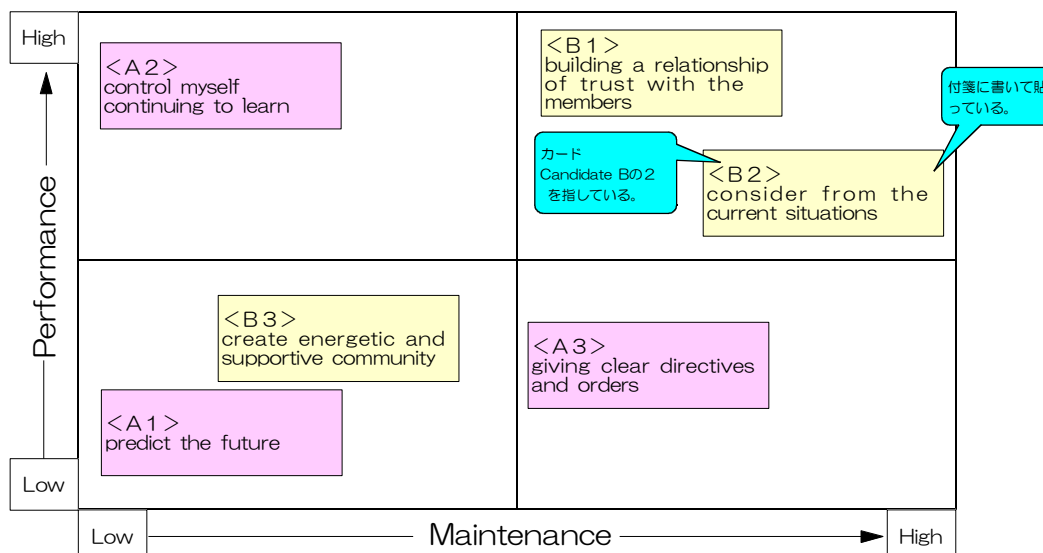 High
Performance
Low
<A2>
control myself
continuing to learn
<B1>
building a relationship
of trust with the
members
付箋に書いて貼
っている。
カード
Candidate Bの2
を指している。
<B2>
consider from the
current situations
<B3>
create energetic and
supportive community
<A3>
giving clear directives
and orders
<A1>
predict the future
Low
Maintenance
High